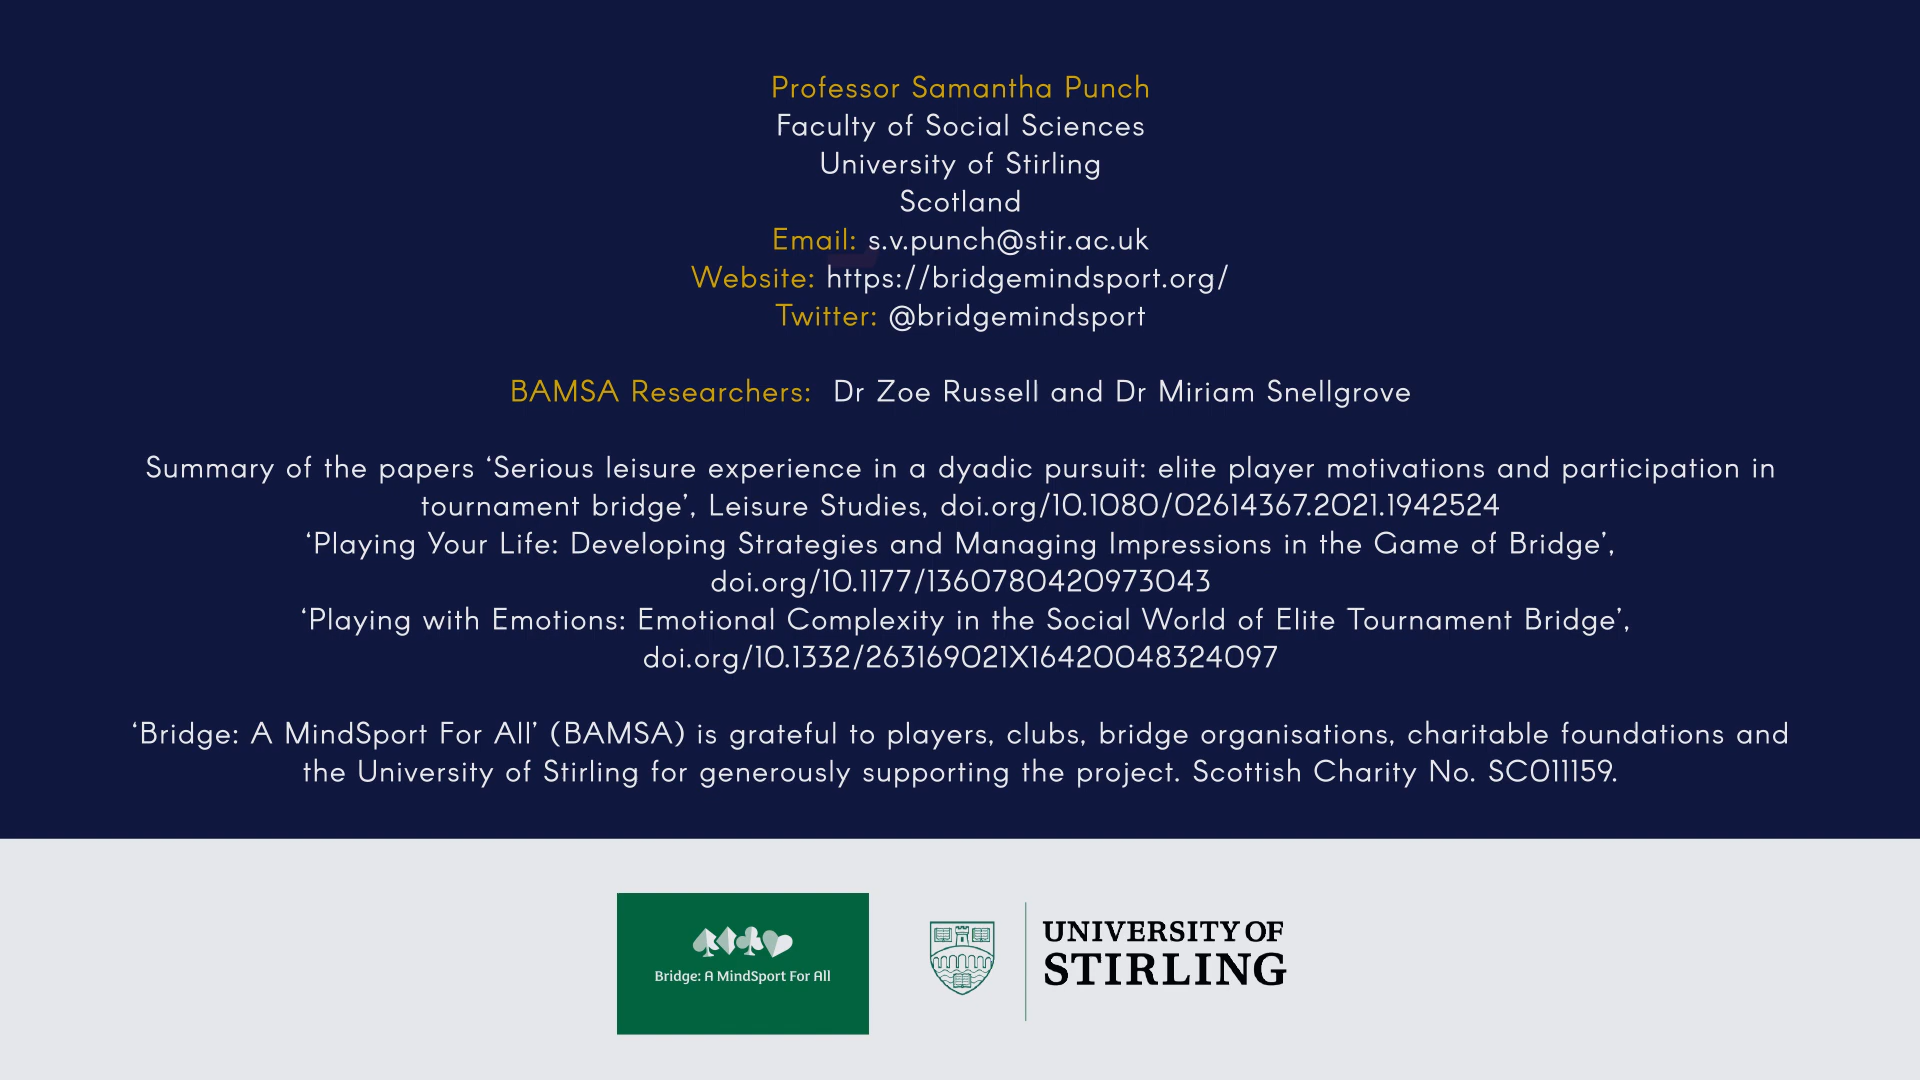 Professor Samantha Punch
Faculty of Social Sciences
University of Stirling
Scotland
Email: s.v.punch@stir.ac.uk
Website: https://bridgemindsport.org/
Twitter: @bridgemindsport
BAMSA Researchers: Dr Zoe Russell and Dr Miriam Snellgrove
Summary of the papers ‘Serious leisure experience in a dyadic pursuit: elite player motivations and participation in
tournament bridge’, Leisure Studies, doi.org/10.1080/02614367.2021.1942524
‘Playing Your Life: Developing Strategies and Managing Impressions in the Game of Bridge’,
doi.org/10.1177/1360780420973043
‘Playing with Emotions: Emotional Complexity in the Social World of Elite Tournament Bridge’,
doi.org/10.1332/263169021X16420048324097
‘Bridge: A MindSport For All’ (BAMSA) is grateful to players, clubs, bridge organisations, charitable foundations and
the University of Stirling for generously supporting the project. Scottish Charity No. SC011159.
Bridge: A MindSport For All
UNIVERSITY OF
STIRLING